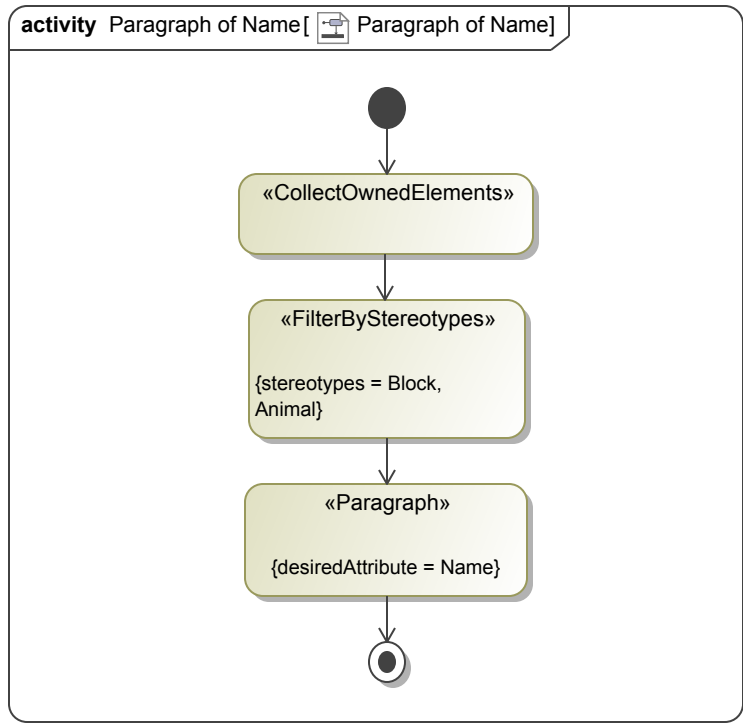 activity Paragraph of Name[ Paragraph of Name]
«CollectOwnedElements»
«FilterByStereotypes»
{stereotypes = Block,
Animal}
«Paragraph»
{desiredAttribute = Name}